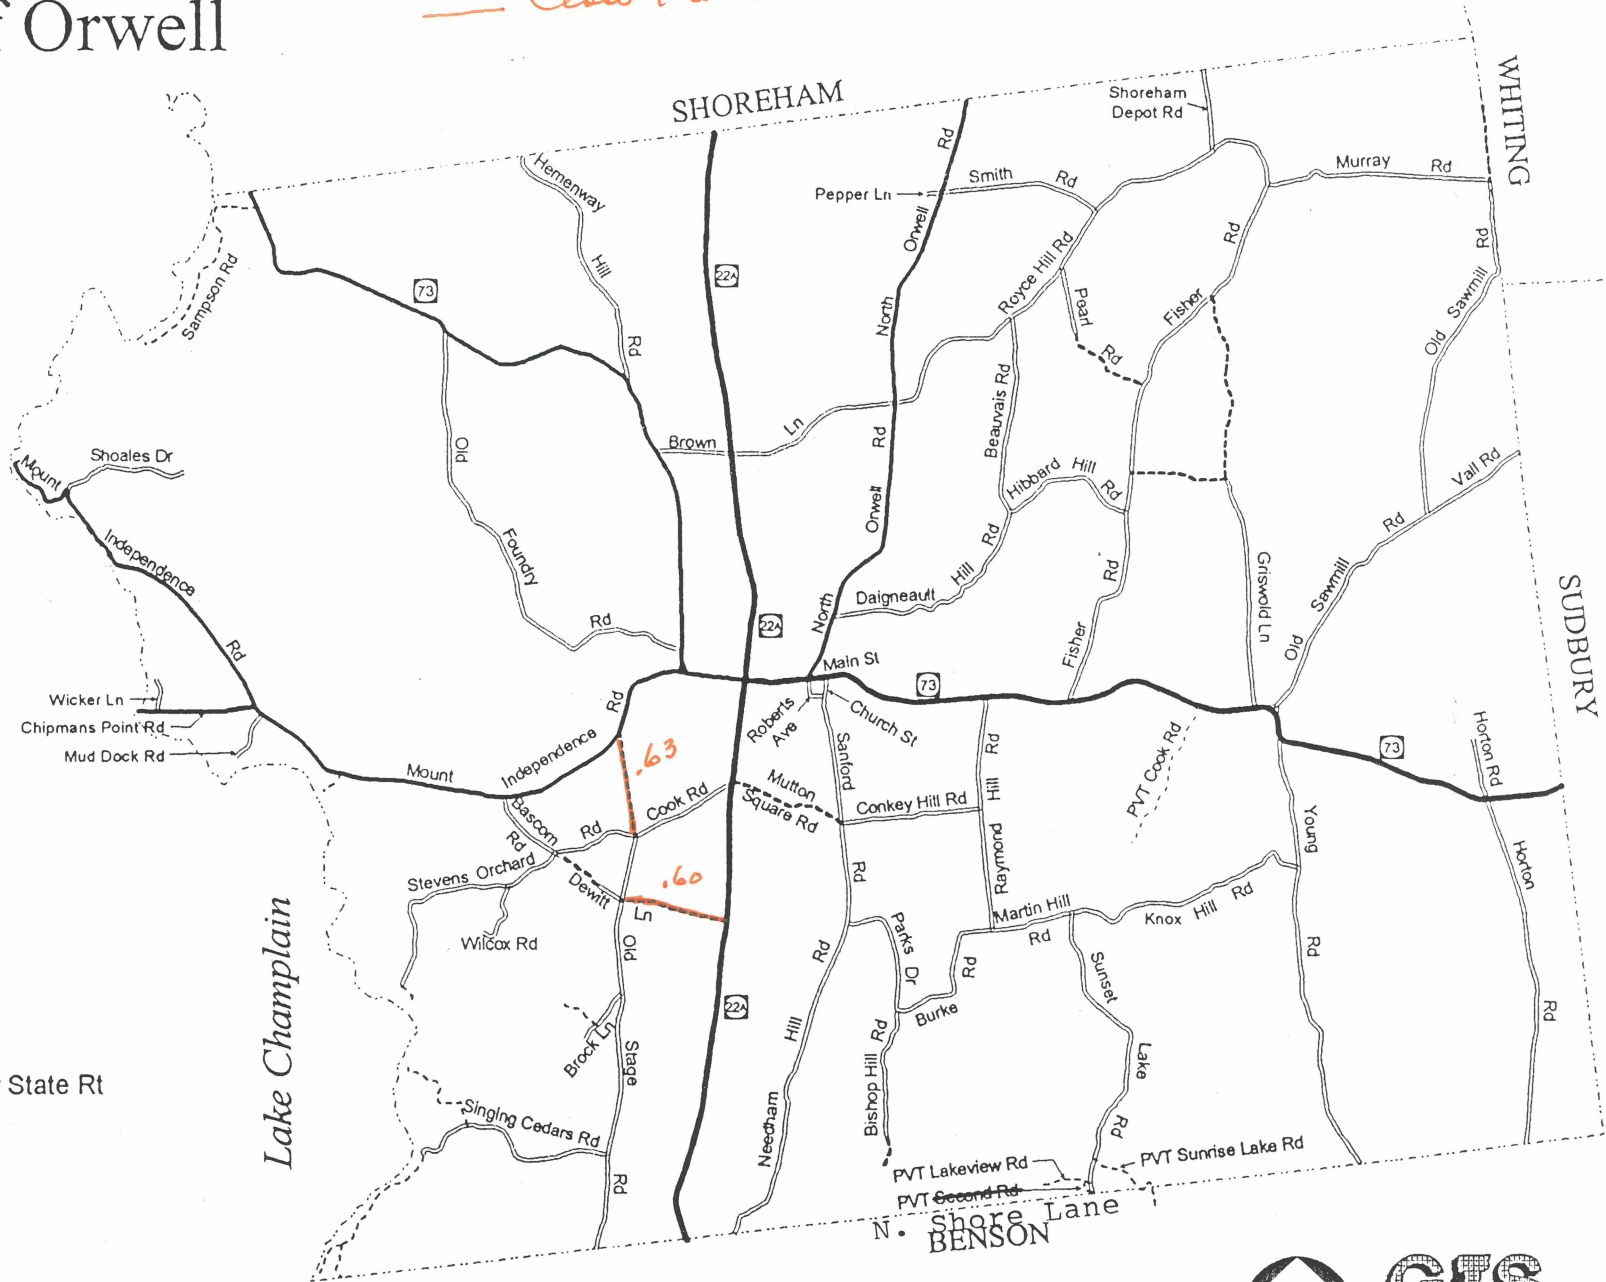 Orwell
SHOREHAM
WHITING
SUDBURY
BENSON
Lake Champlain
State Rt
Shoreham
Depot Rd
Murray Rd
Hemenway Hill Rd
Pepper Ln
Smith Rd
North Orwell Rd
Royce Hill Rd
Pearl Rd
Fisher Rd
Old Sawmill Rd
Sampson Rd
73
22A
Brown Ln
North Orwell Rd
Beauvais Rd
Hibbard Hill Rd
Vall Rd
Shoales Dr
Mount Independence Rd
Old Foundry Rd
Daigneault Hill Rd
Fisher Rd
Griswold Ln
Old Sawmill Rd
22A
Main St
73
Wicker Ln
Chipmans Point Rd
Mud Dock Rd
Mount Independence Rd
Roberts
Ave
Church St
.63
Cook Rd
Mutton
Square Rd
Sanford Rd
Conkey Hill Rd
Raymond Hill Rd
PVT Cook Rd
73
Horton Rd
Horton Rd
Young Rd
Bascom
Rd
Stevens Orchard Rd
Dewitt Ln
.60
Wilcox Rd
Martin Hill
Rd
Knox Hill Rd
Parks Dr
Burke Rd
Sunset Lake Rd
Old Stage Rd
Brock Ln
22A
Needham Hill Rd
Bishop Hill Rd
Singing Cedars Rd
PVT Lakeview Rd
PVT Sunrise Lake Rd
PVT Second Rd
N. Shore Lane
GIS